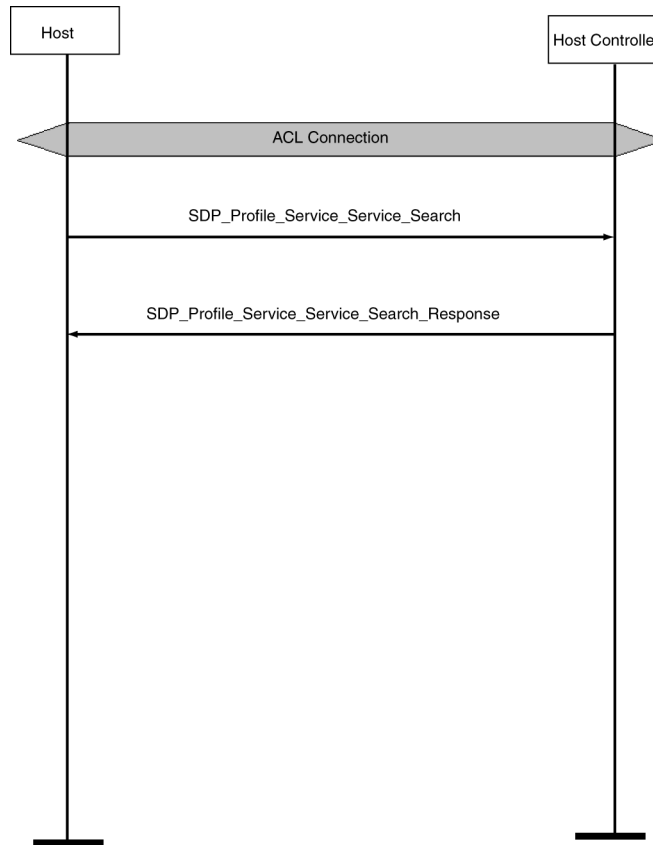 Host
Host Controlle
ACL Connection
SDP_Profile_Service_Service_Search
SDP_Profile_Service_Service_Search_Response